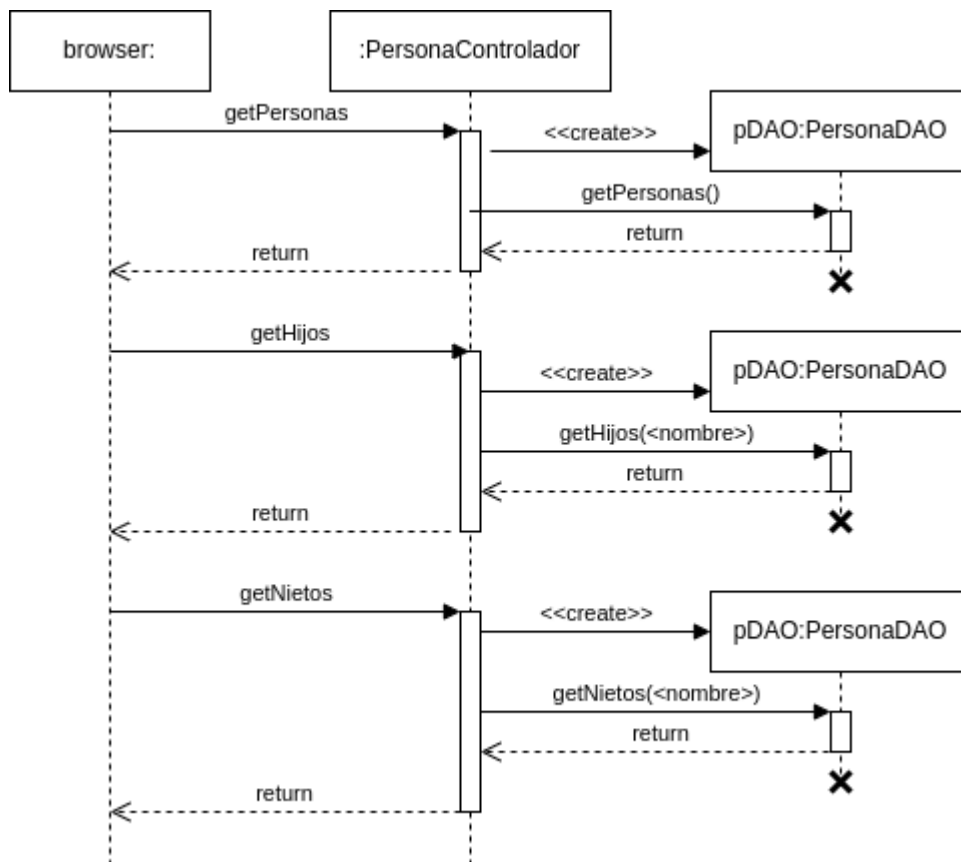 browser:
:PersonaControlador
getPersonas
<<create>>
pDAO:PersonaDAO
getPersonas()
return
return
getHijos
<<create>>
pDAO:PersonaDAO
getHijos(<nombre>)
return
return
getNietos
<<create>>
pDAO:PersonaDAO
getNietos(<nombre>)
return
return